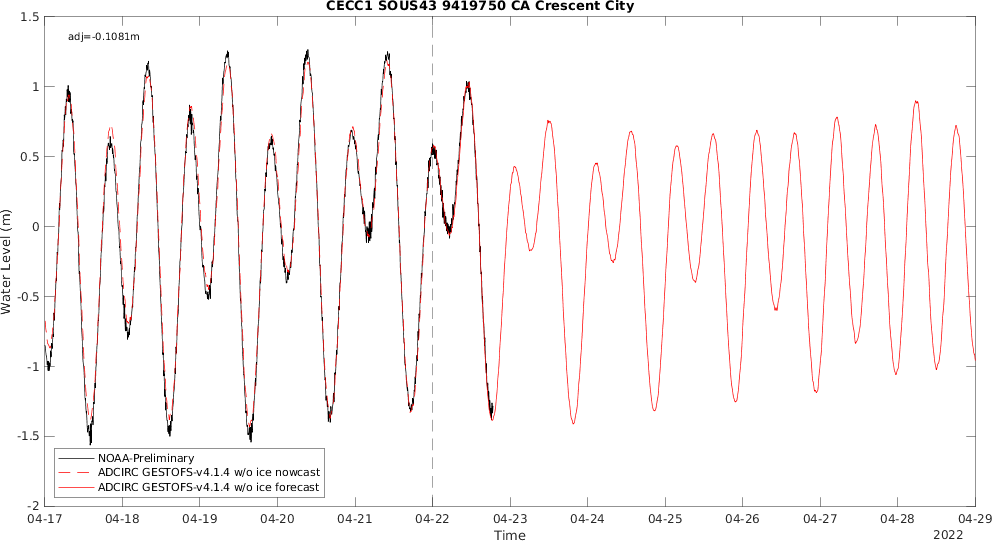 CECC1 SOUS43 9419750 CA Crescent City
adj=-0.1081m
1.5
1
0.5
0
-0.5
-1
-1.5
-2
Water Level (m)
NOAA-Preliminary
ADCIRC GESTOFS-v4.1.4 w/o ice nowcast
ADCIRC GESTOFS-v4.1.4 w/o ice forecast
04-17 04-18 04-19 04-20 04-21 04-22 04-23 04-24 04-25 04-26 04-27 04-28 04-29
Time
2022